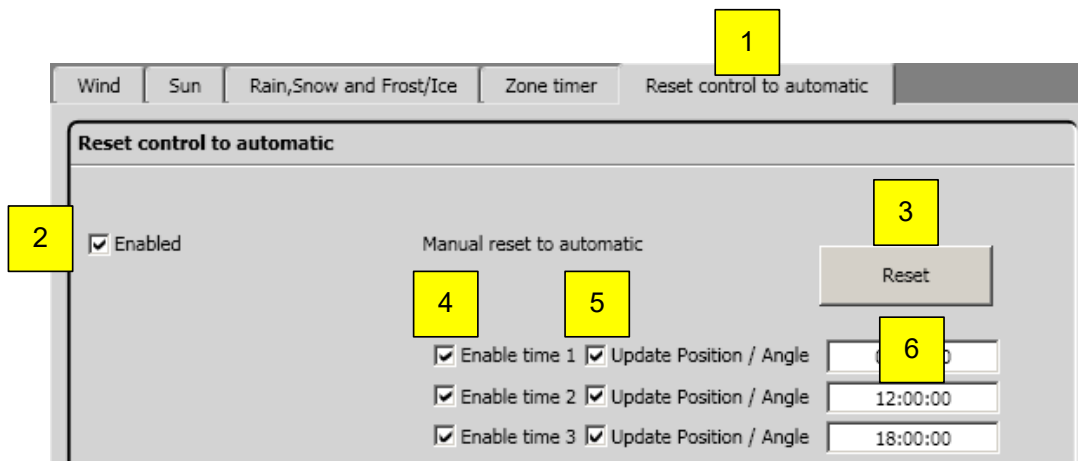 1
Wind Sun Rain,Snow and Frost/Ice Zone timer Reset control to automatic
Reset control to automatic
3
2 Enabled Manual reset to automatic
Reset
4 5
6
Enable time 1 Update Position / Angle
Enable time 2 Update Position / Angle 12:00:00
Enable time 3 Update Position / Angle 18:00:00